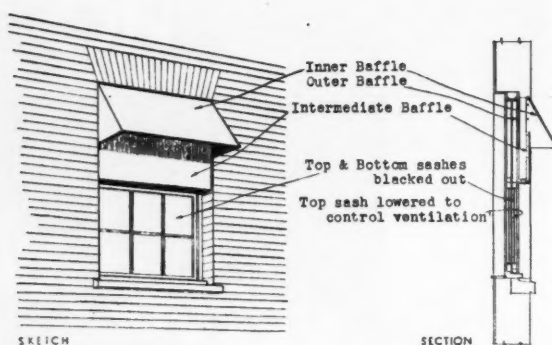 Inner Baffle
Outer Baffle
Intermediate Baffle
Top & Bottom sashes
blacked out
Top sash lowered to
control ventilation
SKETCH
SECTION